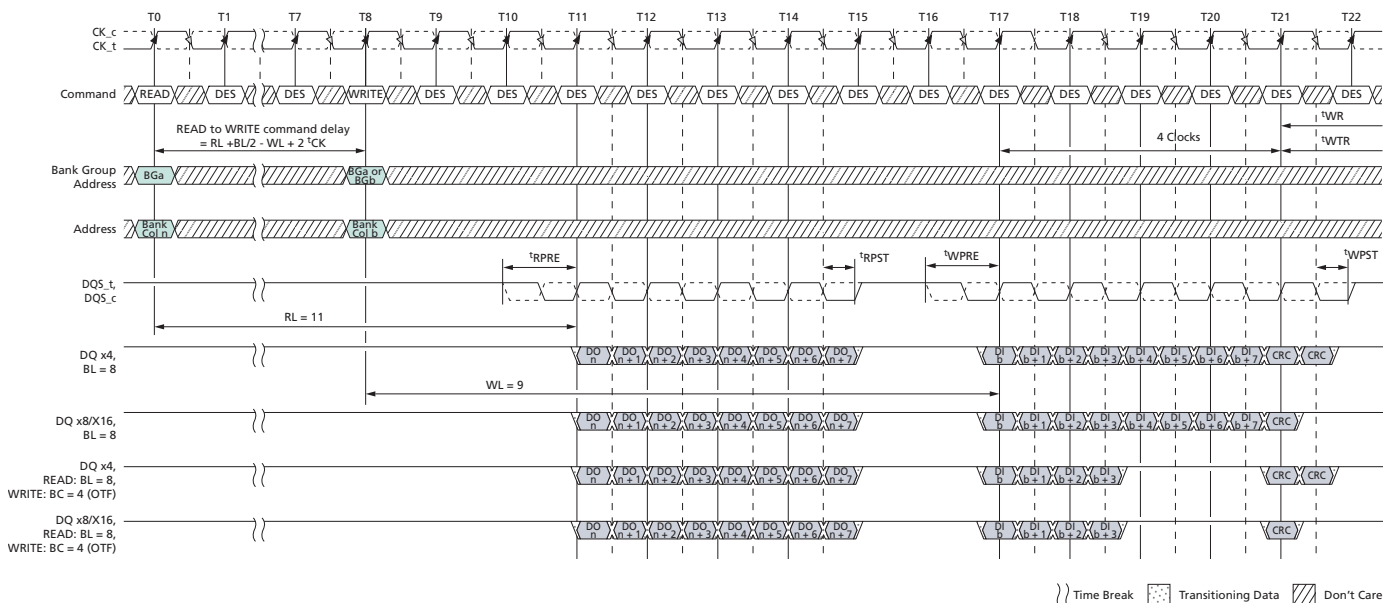 T0 T1 T7 T8 T9 T10 T11 T12 T13 T14 T15 T16 T17 T18 T19 T20 T21 T22
CK_c
CK_t
Command READ DES DES WRITE DES DES DES DES DES DES DES DES DES DES DES DES DES DES
READ to WRITE command delay
= RL +BL/2 - WL + 2 tCK
4 Clocks
tWR
tWTR
Bank Group
Address
BGa
BGa or
BGb
Address
Bank
Col n
Bank
Col b
tRPRE tRPST tWPRE tWPST
DQS_t,
DQS_c
RL = 11
DQ x4,
BL = 8
DO n DO n + 1 DO n + 2 DO n + 3 DO n + 4 DO n + 5 DO n + 6 DO n + 7 DI b DI b + 1 DI b + 2 DI b + 3 DI b + 4 DI b + 5 DI b + 6 DI b + 7 CRC CRC
WL = 9
DQ x8/X16,
BL = 8
DO n DO n + 1 DO n + 2 DO n + 3 DO n + 4 DO n + 5 DO n + 6 DO n + 7 DI b DI b + 1 DI b + 2 DI b + 3 DI b + 4 DI b + 5 DI b + 6 DI b + 7 CRC
DQ x4,
READ: BL = 8,
WRITE: BC = 4 (OTF)
DO n DO n + 1 DO n + 2 DO n + 3 DO n + 4 DO n + 5 DO n + 6 DO n + 7 DI b DI b + 1 DI b + 2 DI b + 3 CRC CRC
DQ x8/X16,
READ: BL = 8,
WRITE: BC = 4 (OTF)
DO n DO n + 1 DO n + 2 DO n + 3 DO n + 4 DO n + 5 DO n + 6 DO n + 7 DI b DI b + 1 DI b + 2 DI b + 3 CRC
Time Break Transitioning Data Don't Care